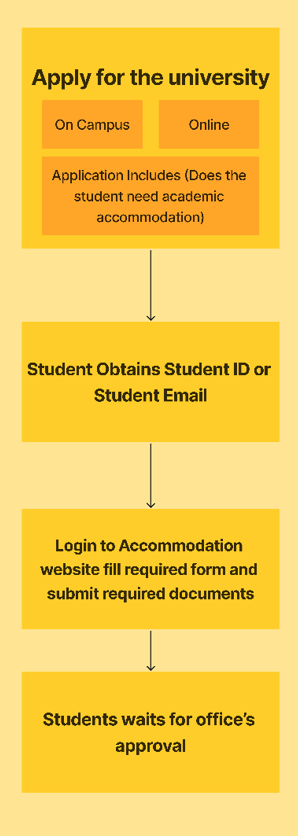 Apply for the university
On Campus
Online
Application Includes (Does the
student need academic
accommodation)
Student Obtains Student ID or
Student Email
Login to Accommodation
website fill required form and
submit required documents
Students waits for office's
approval